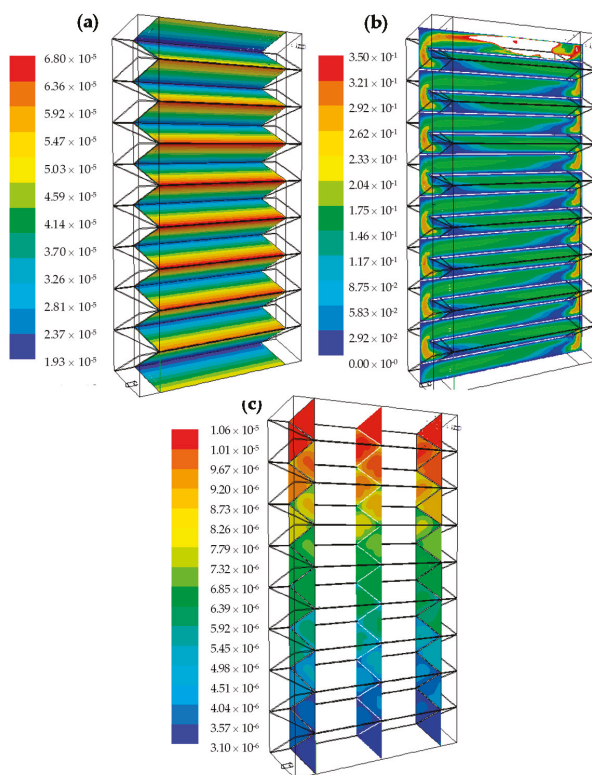 (a)
6.80 × 10⁻⁵
6.36 × 10⁻⁵
5.92 × 10⁻⁵
5.47 × 10⁻⁵
5.03 × 10⁻⁵
4.59 × 10⁻⁵
4.14 × 10⁻⁵
3.70 × 10⁻⁵
3.26 × 10⁻⁵
2.81 × 10⁻⁵
2.37 × 10⁻⁵
1.93 × 10⁻⁵
(b)
3.50 × 10⁻¹
3.21 × 10⁻¹
2.92 × 10⁻¹
2.62 × 10⁻¹
2.33 × 10⁻¹
2.04 × 10⁻¹
1.75 × 10⁻¹
1.46 × 10⁻¹
1.17 × 10⁻¹
8.75 × 10⁻²
5.83 × 10⁻²
2.92 × 10⁻²
0.00 × 10⁻⁰
(c)
1.06 × 10⁻⁵
1.01 × 10⁻⁵
9.67 × 10⁻⁶
9.20 × 10⁻⁶
8.73 × 10⁻⁶
8.26 × 10⁻⁶
7.79 × 10⁻⁶
7.32 × 10⁻⁶
6.85 × 10⁻⁶
6.39 × 10⁻⁶
5.92 × 10⁻⁶
5.45 × 10⁻⁶
4.98 × 10⁻⁶
4.51 × 10⁻⁶
4.04 × 10⁻⁶
3.57 × 10⁻⁶
3.10 × 10⁻⁶